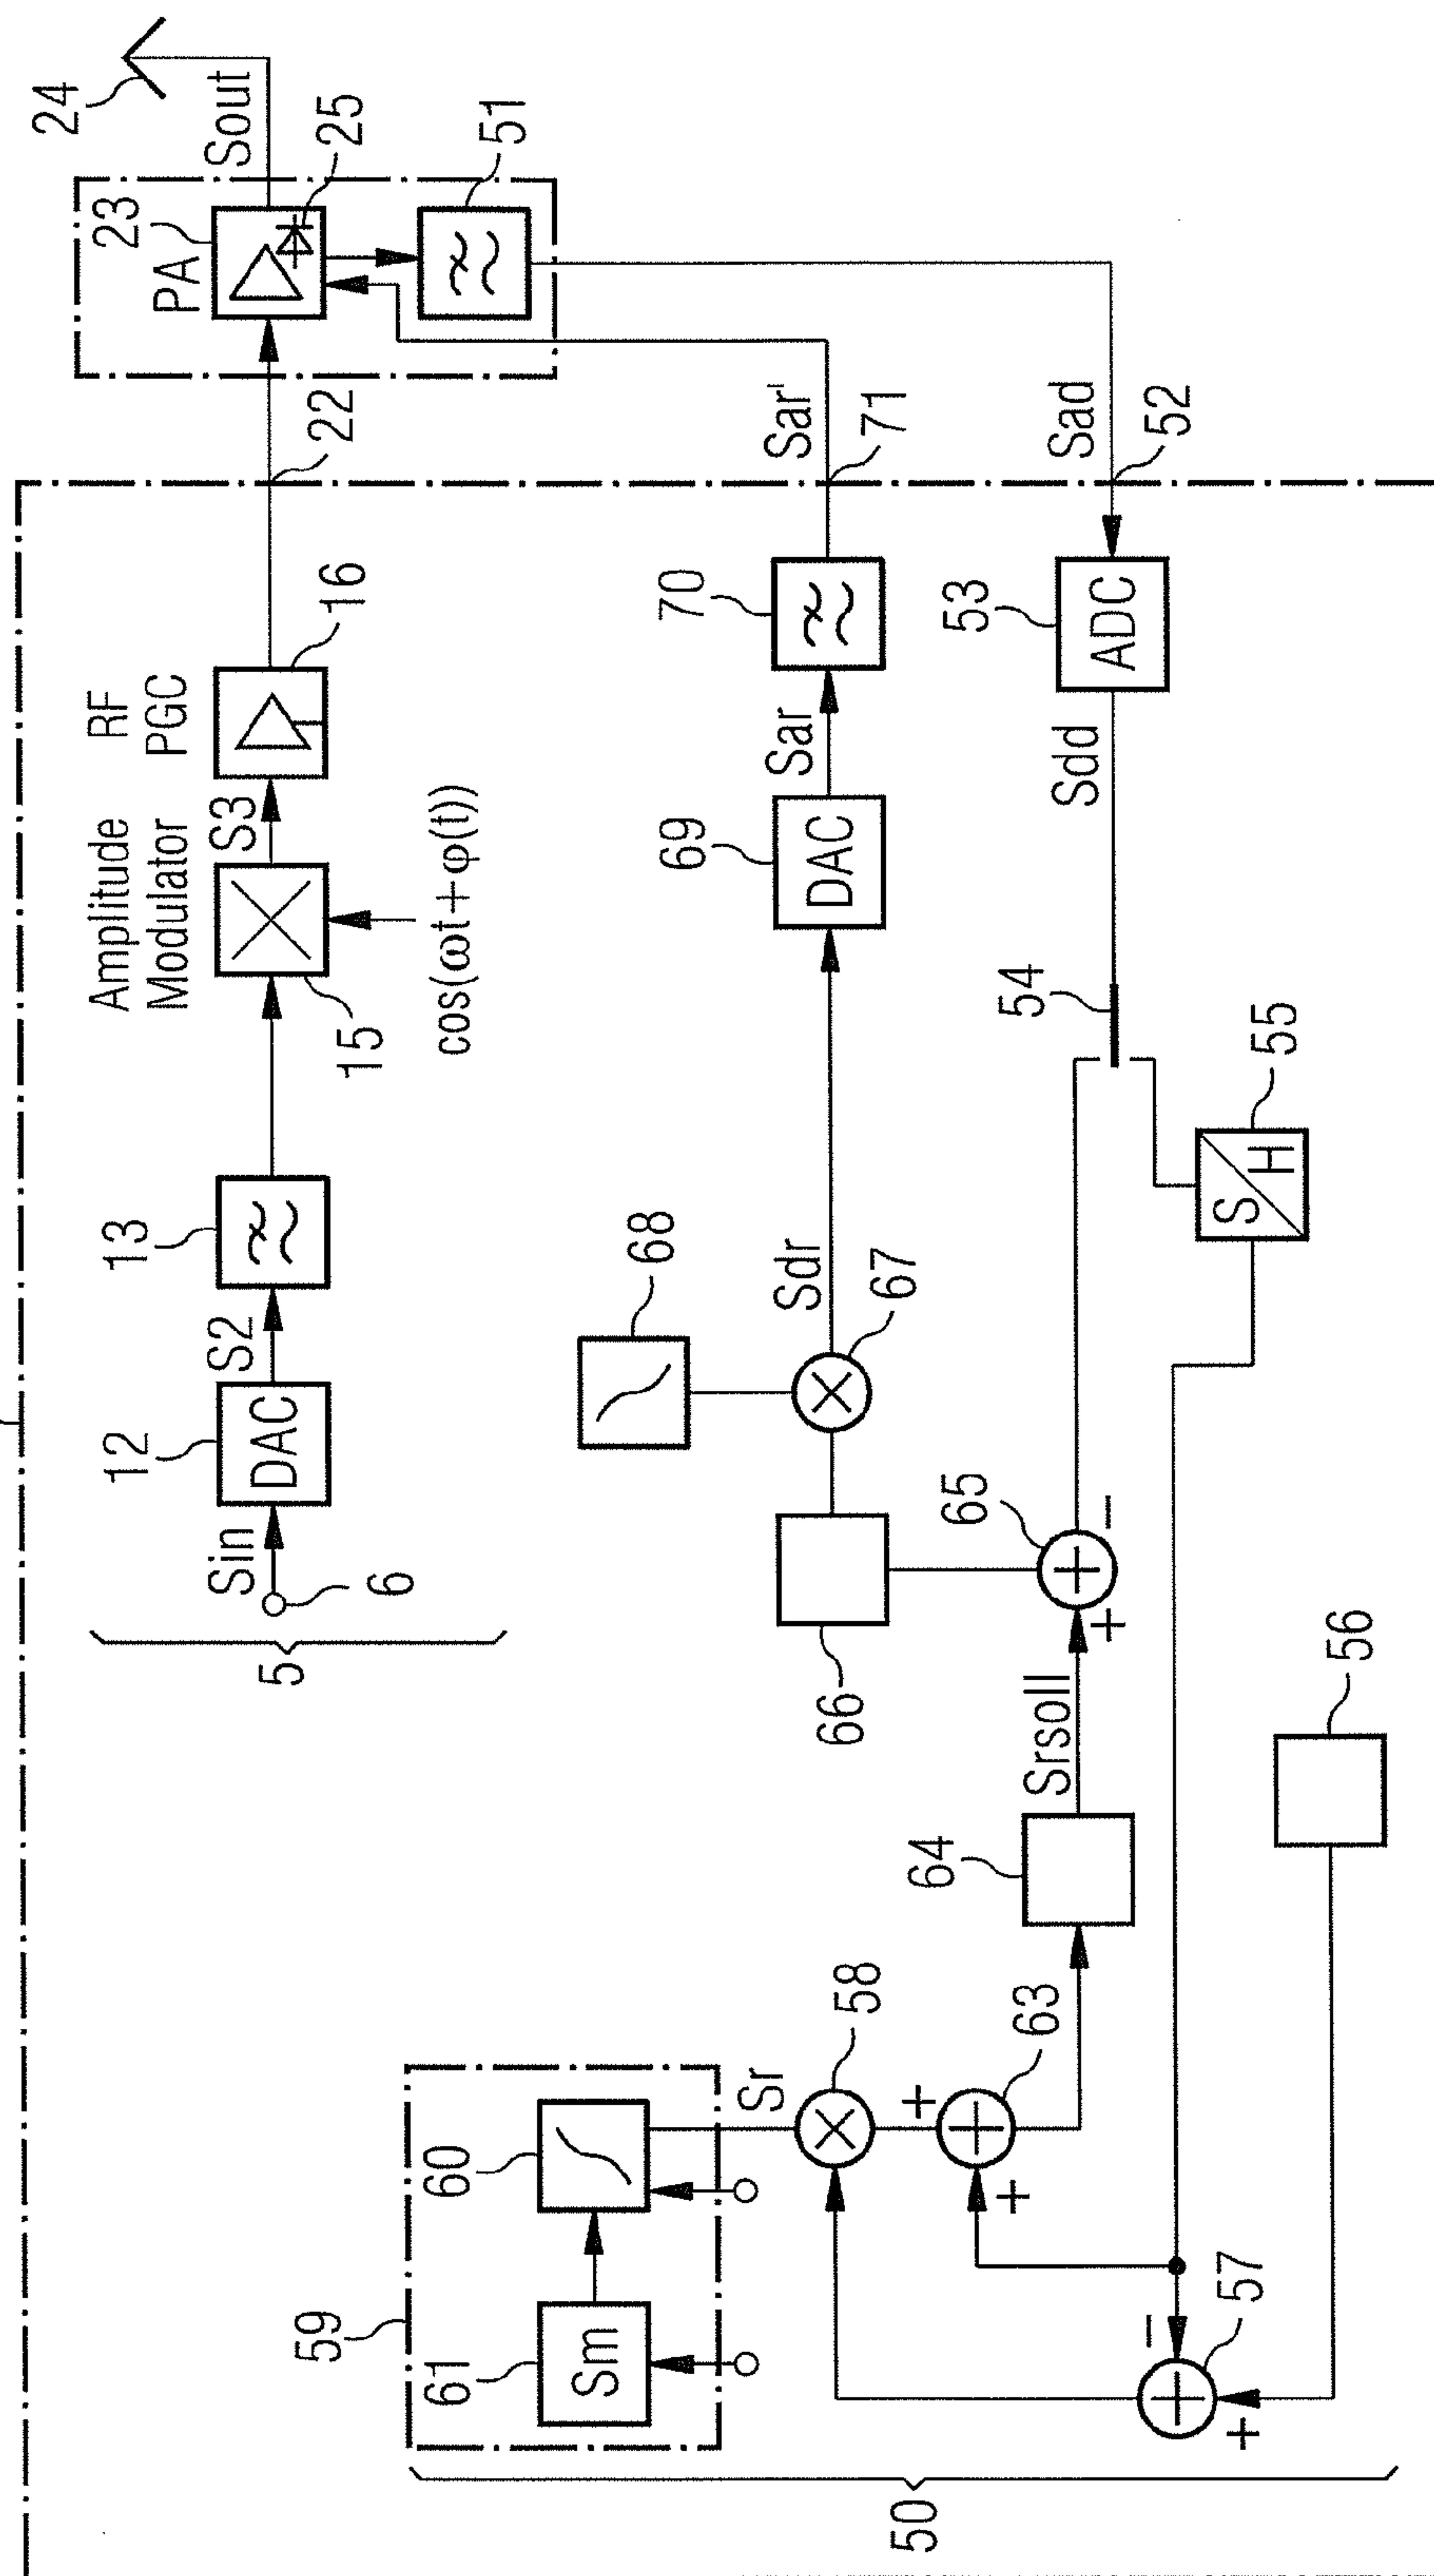 5
Sin
6
12
DAC
S2
13
Amplitude
Modulator
S3
15
cos(ωt+φ(t))
RF
PGC
16
22
PA
23
25
51
Sout
24
68
66
67
Sdr
69
DAC
Sar
70
Sar'
71
65
+
−
54
Sdd
53
ADC
Sad
52
55
S
H
56
64
Srsoll
59
61
Sm
60
Sr
58
+
63
+
57
−
+
50